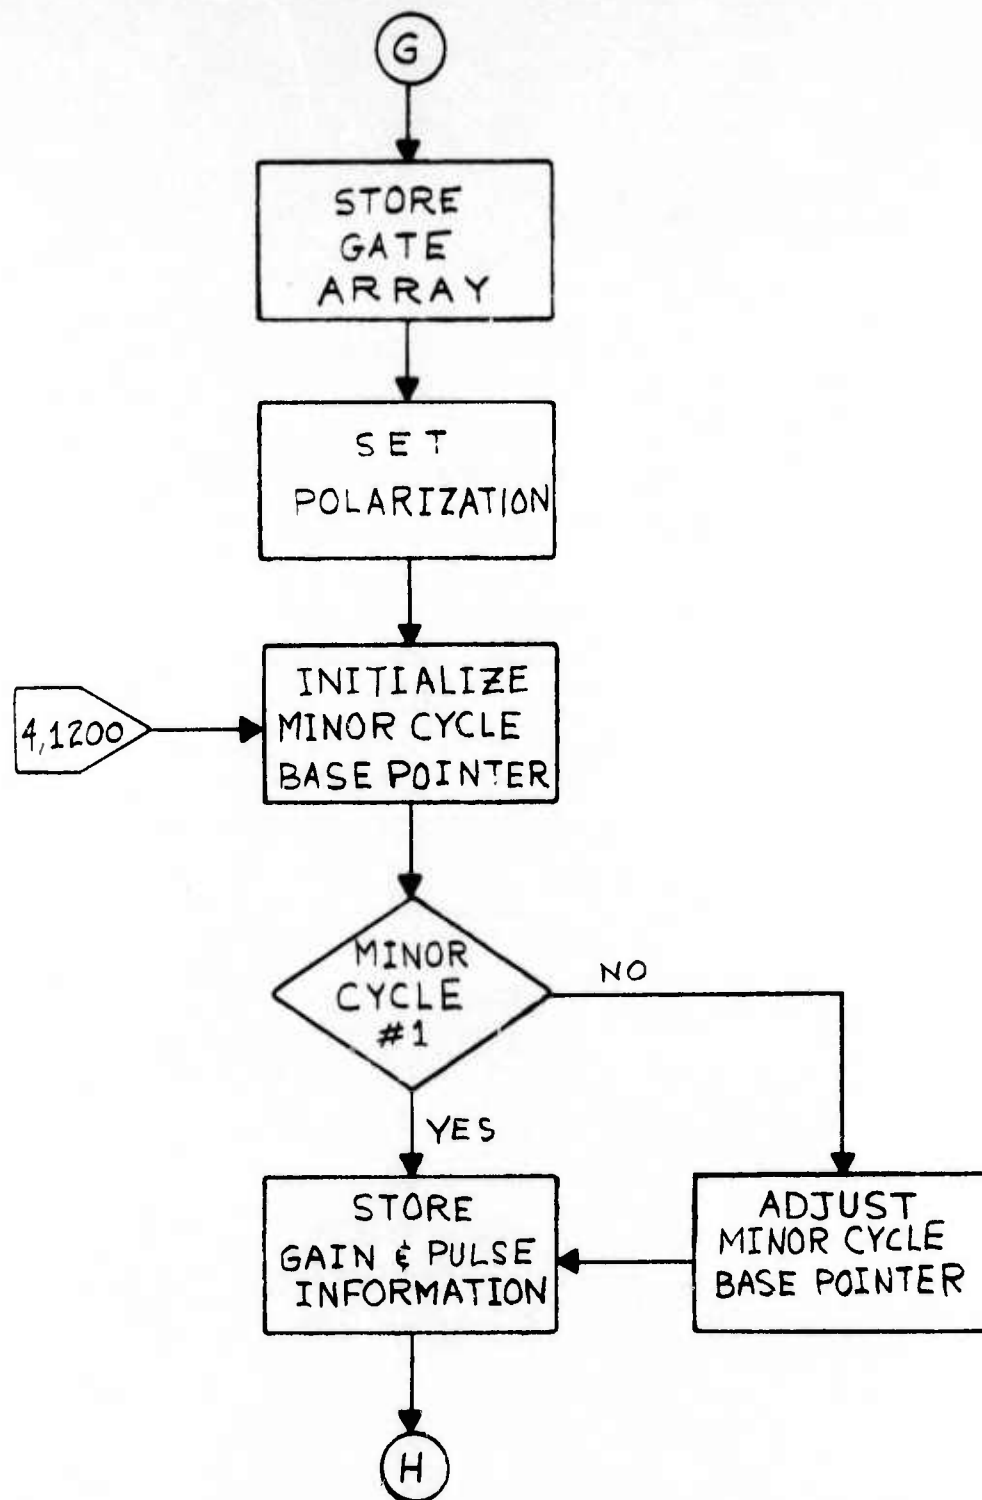 G
STORE
GATE
ARRAY
SET
POLARIZATION
4,1200
INITIALIZE
MINOR CYCLE
BASE POINTER
MINOR
CYCLE
#1
NO
YES
STORE
GAIN & PULSE
INFORMATION
ADJUST
MINOR CYCLE
BASE POINTER
H